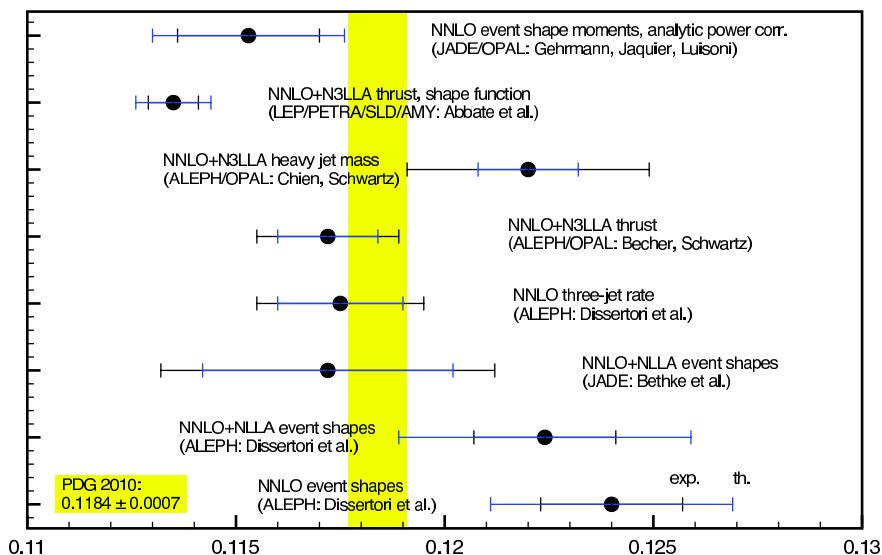 NNLO event shape moments, analytic power corr.
(JADE/OPAL: Gehrmann, Jaquier, Luisoni)
NNLO+N3LLA thrust, shape function
(LEP/PETRA/SLD/AMY: Abbate et al.)
NNLO+N3LLA heavy jet mass
(ALEPH/OPAL: Chien, Schwartz)
NNLO+N3LLA thrust
(ALEPH/OPAL: Becher, Schwartz)
NNLO three-jet rate
(ALEPH: Dissertori et al.)
NNLO+NLLA event shapes
(JADE: Bethke et al.)
NNLO+NLLA event shapes
(ALEPH: Dissertori et al.)
exp. th.
PDG 2010:
0.1184 ± 0.0007
NNLO event shapes
(ALEPH: Dissertori et al.)
0.11 0.115 0.12 0.125 0.13